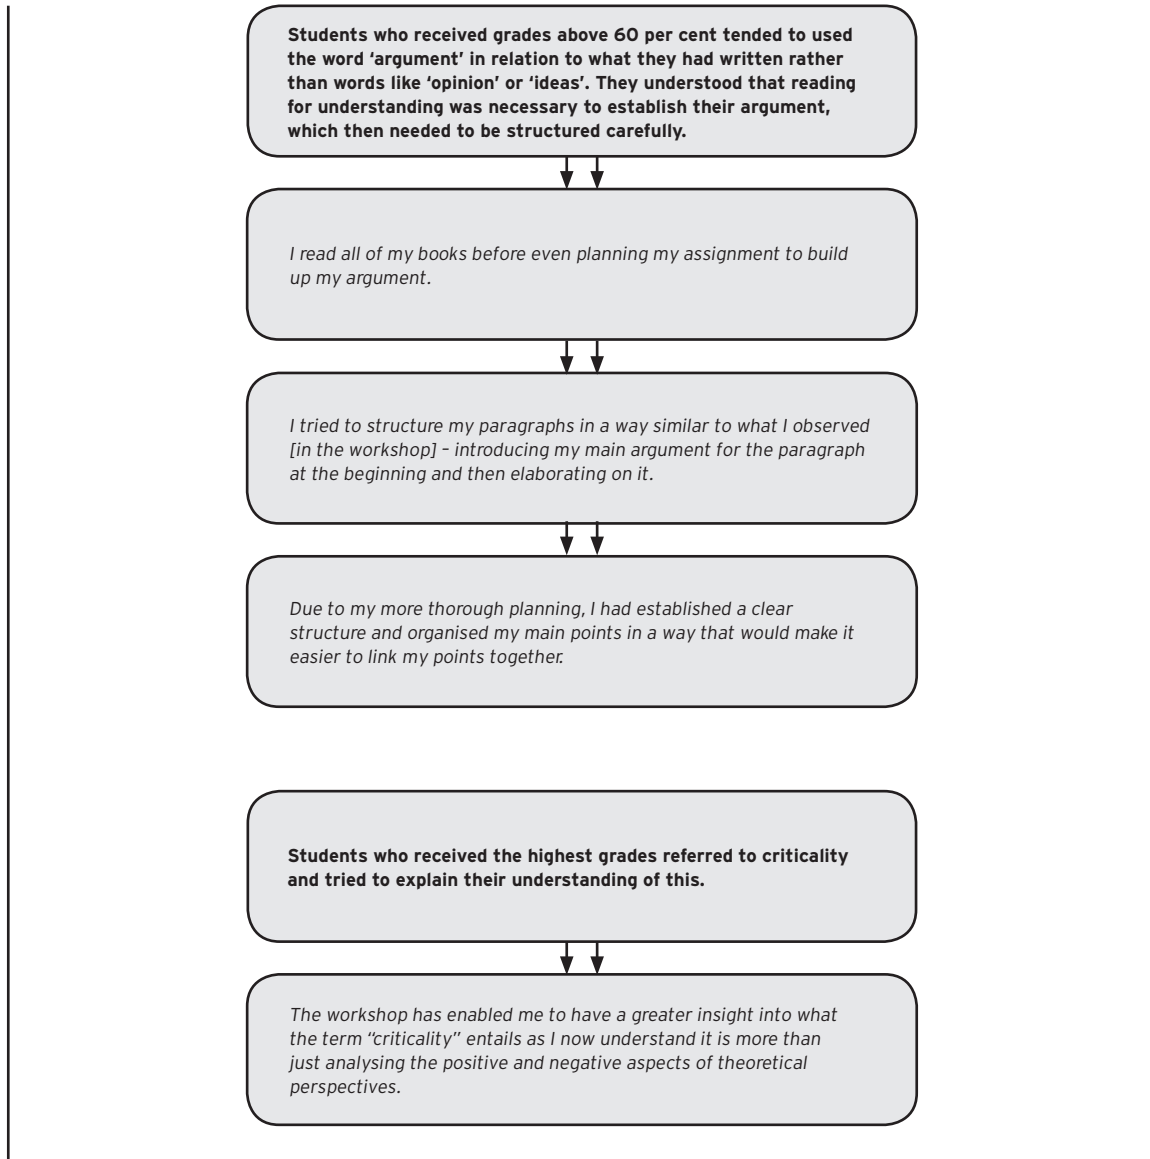 Students who received grades above 60 per cent tended to used
the word ‘argument’ in relation to what they had written rather
than words like ‘opinion’ or ‘ideas’. They understood that reading
for understanding was necessary to establish their argument,
which then needed to be structured carefully.
I read all of my books before even planning my assignment to build
up my argument.
I tried to structure my paragraphs in a way similar to what I observed
[in the workshop] – introducing my main argument for the paragraph
at the beginning and then elaborating on it.
Due to my more thorough planning, I had established a clear
structure and organised my main points in a way that would make it
easier to link my points together.
Students who received the highest grades referred to criticality
and tried to explain their understanding of this.
The workshop has enabled me to have a greater insight into what
the term “criticality” entails as I now understand it is more than
just analysing the positive and negative aspects of theoretical
perspectives.